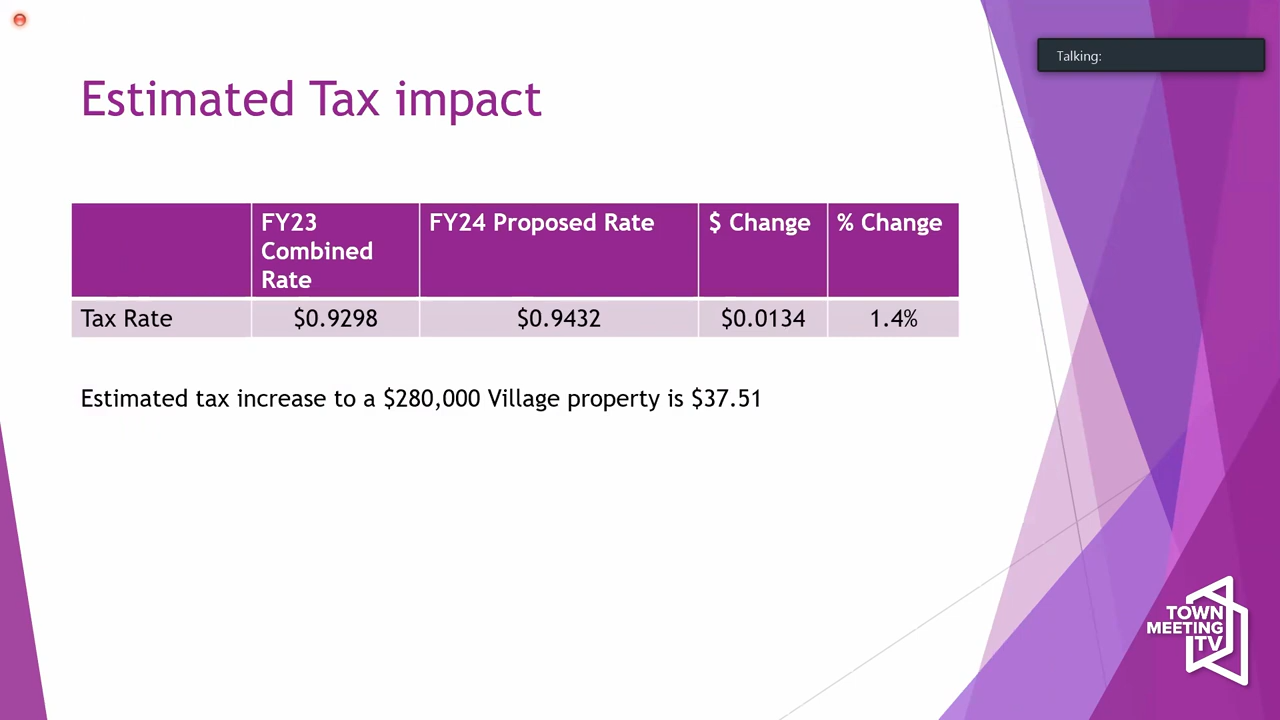 Talking:
Estimated Tax impact
FY23 Combined Rate FY24 Proposed Rate $ Change % Change
Tax Rate $0.9298 $0.9432 $0.0134 1.4%
Estimated tax increase to a $280,000 Village property is $37.51
TOWN
MEETING
TV